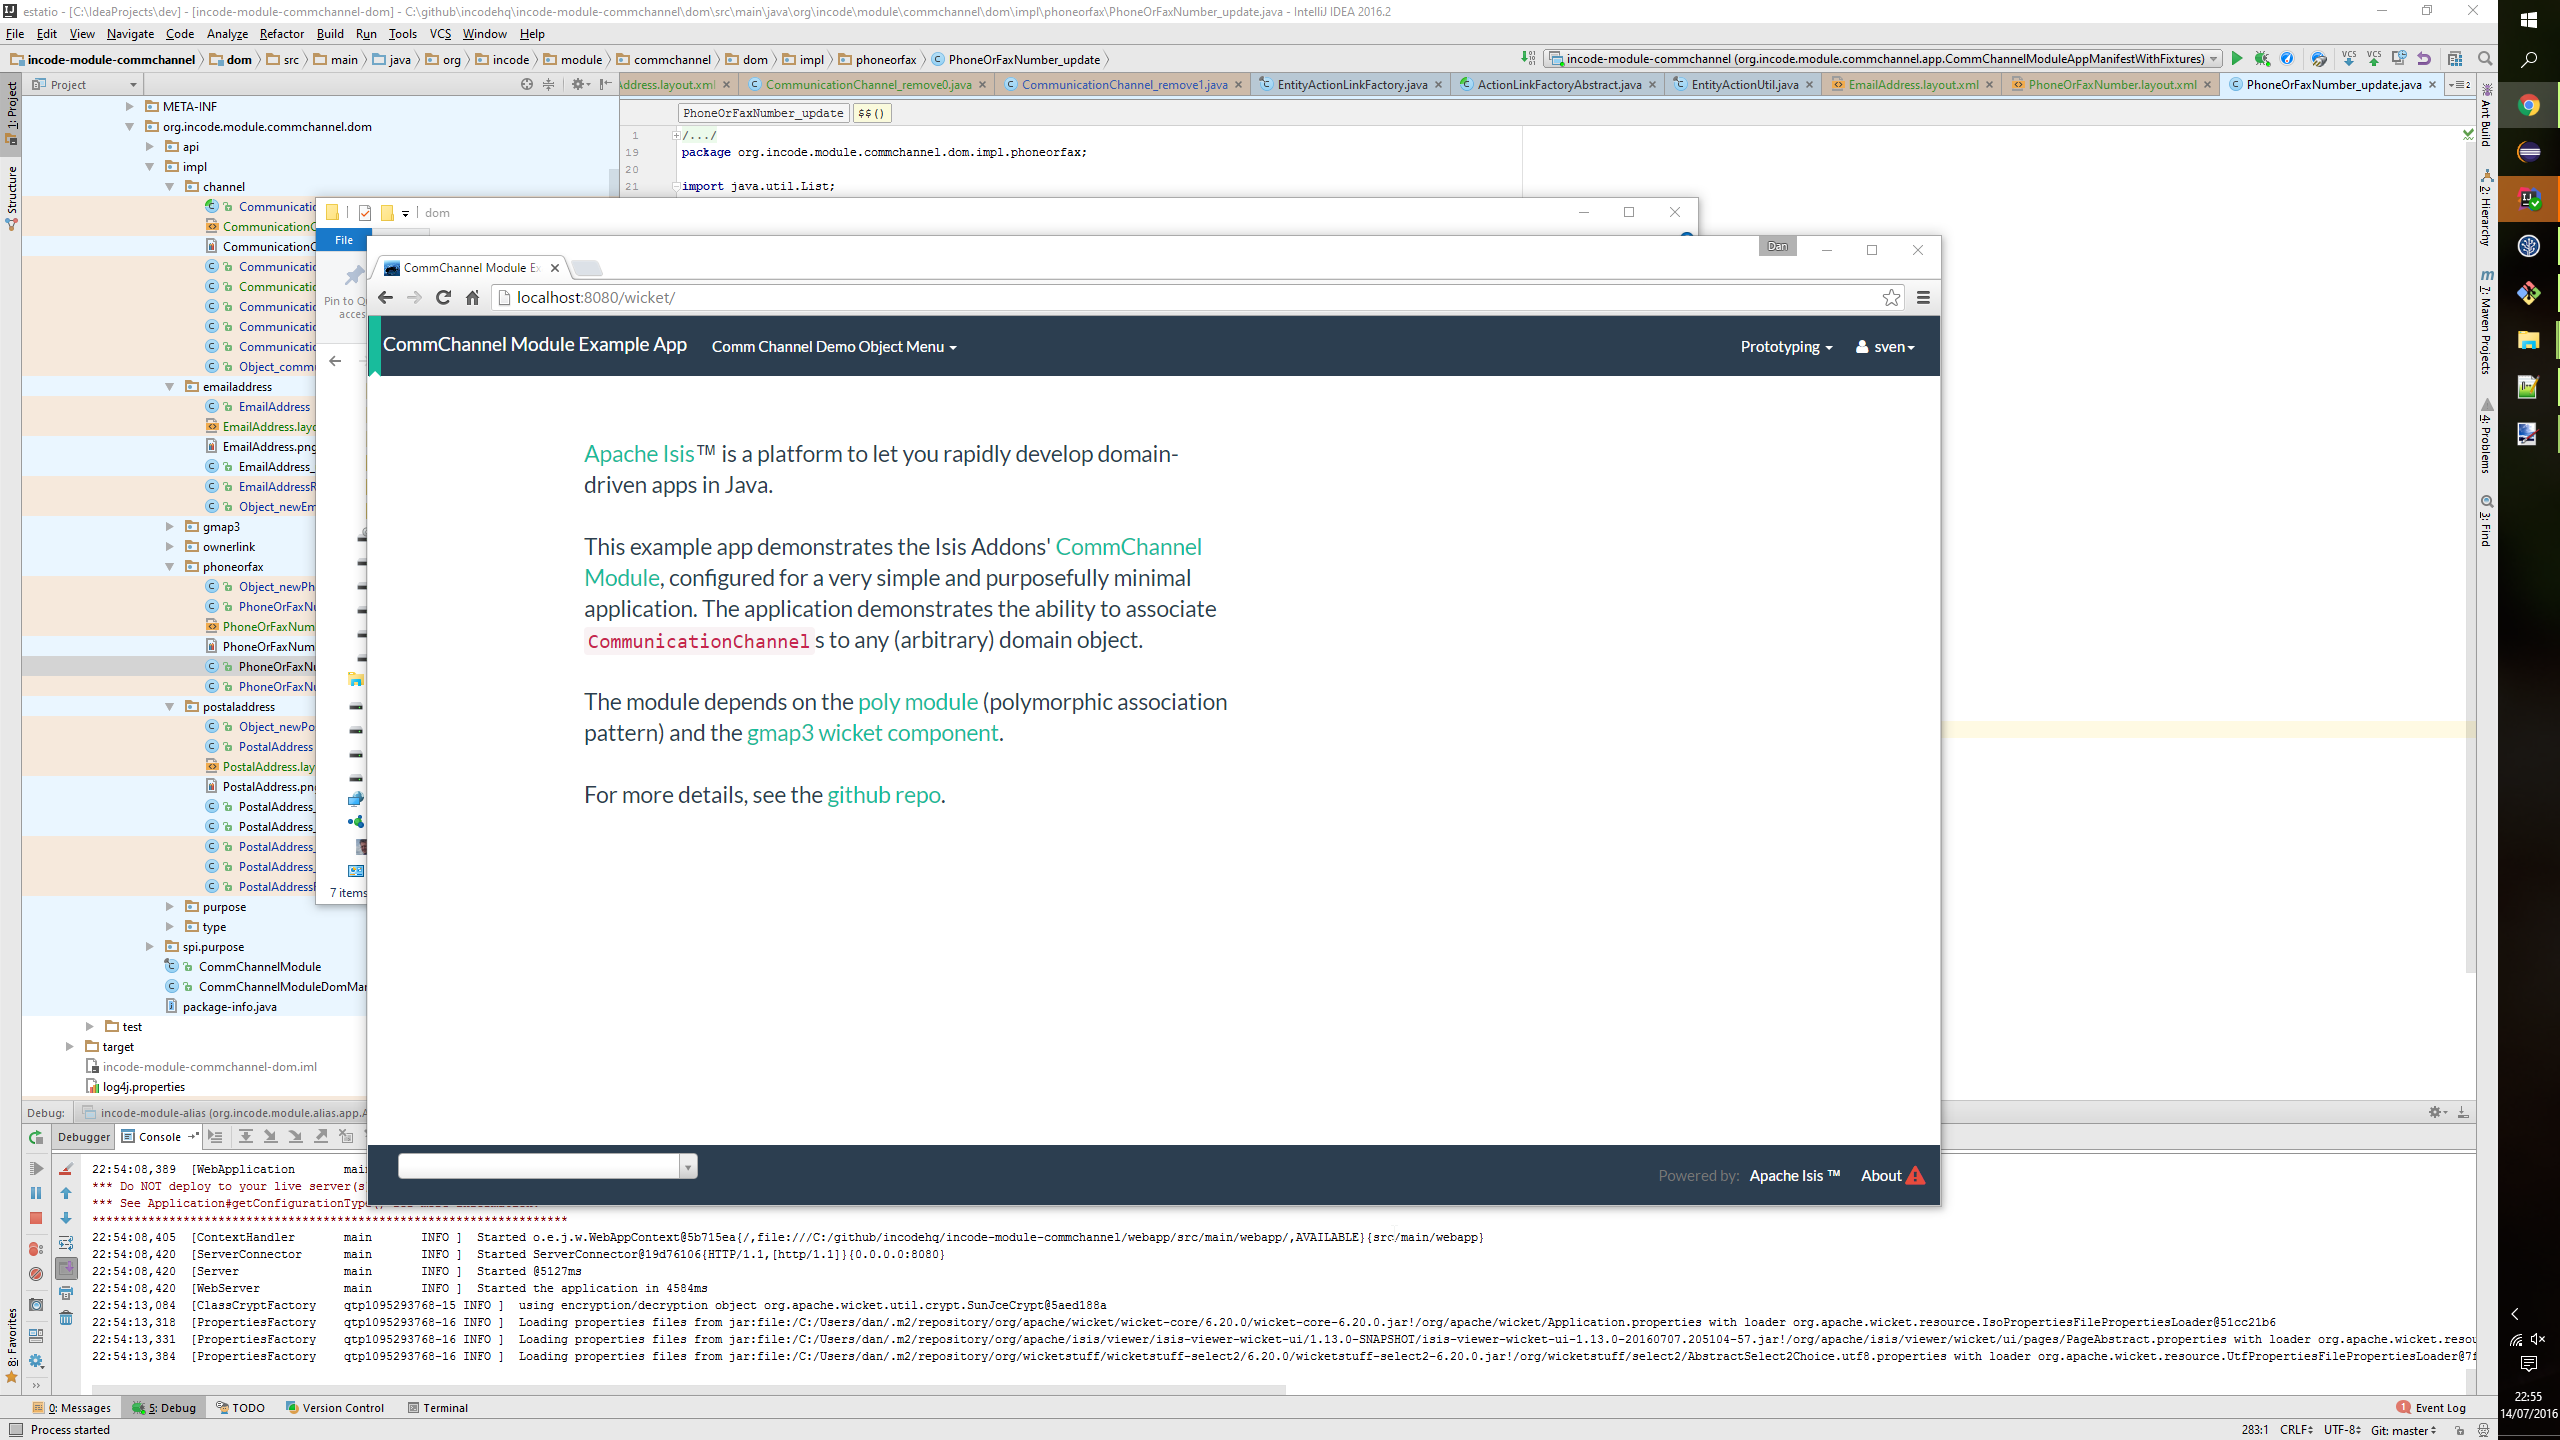 estatio - [C:\IdeaProjects\dev] - [incode-module-commchannel-dom] - C:\github\incodehq\incode-module-commchannel\dom\src\main\java\org\incode\module\commchannel\dom\impl\phoneorfax\PhoneOrFaxNumber_update.java - IntelliJ IDEA 2016.2
File Edit View Navigate Code Analyze Refactor Build Run Tools VCS Window Help
incode-module-commchannel dom src main java org incode module commchannel dom impl phoneorfax PhoneOrFaxNumber_update
incode-module-commchannel (org.incode.module.commchannel.app.CommChannelModuleAppManifestWithFixtures)
Project
Address.layout.xml CommunicationChannel_remove0.java CommunicationChannel_remove1.java EntityActionLinkFactory.java ActionLinkFactoryAbstract.java EntityActionUtil.java EmailAddress.layout.xml PhoneOrFaxNumber.layout.xml PhoneOrFaxNumber_update.java
1: Project
Structure
8: Favorites
Ant Build
2: Hierarchy
7: Maven Projects
4: Problems
3: Find
META-INF
org.incode.module.commchannel.dom
api
impl
channel
Communicatio
CommunicationC
CommunicationC
Communicatio
Communicatio
Communicatio
Communicatio
Communicatio
Object_commu
emailaddress
EmailAddress
EmailAddress.layo
EmailAddress.png
EmailAddress_
EmailAddressR
Object_newEm
gmap3
ownerlink
phoneorfax
Object_newPh
PhoneOrFaxNu
PhoneOrFaxNum
PhoneOrFaxNum
PhoneOrFaxNu
PhoneOrFaxNu
postaladdress
Object_newPos
PostalAddress
PostalAddress.lay
PostalAddress.png
PostalAddress_
PostalAddress_
PostalAddress_
PostalAddress_
PostalAddressR
purpose
type
spi.purpose
CommChannelModule
CommChannelModuleDomMan
package-info.java
test
target
incode-module-commchannel-dom.iml
log4j.properties
PhoneOrFaxNumber_update $$()
1 /.../
19 package org.incode.module.commchannel.dom.impl.phoneorfax;
20
21 import java.util.List;
dom
File
Pin to Q
acces
7 items
Dan
CommChannel Module Ex
localhost:8080/wicket/
CommChannel Module Example App Comm Channel Demo Object Menu Prototyping sven
Apache Isis™ is a platform to let you rapidly develop domain-
driven apps in Java.
This example app demonstrates the Isis Addons' CommChannel
Module, configured for a very simple and purposefully minimal
application. The application demonstrates the ability to associate
CommunicationChannels to any (arbitrary) domain object.
The module depends on the poly module (polymorphic association
pattern) and the gmap3 wicket component.
For more details, see the github repo.
Powered by: Apache Isis ™ About
Debug: incode-module-alias (org.incode.module.alias.app.A
Debugger Console
22:54:08,389 [WebApplication mai
*** Do NOT deploy to your live server(s
*** See Application#getConfigurationTyp
********************************************************************
22:54:08,405 [ContextHandler main INFO ] Started o.e.j.w.WebAppContext@5b715ea{/,file:///C:/github/incodehq/incode-module-commchannel/webapp/src/main/webapp/,AVAILABLE}{src/main/webapp}
22:54:08,420 [ServerConnector main INFO ] Started ServerConnector@19d76106{HTTP/1.1,[http/1.1]}{0.0.0.0:8080}
22:54:08,420 [Server main INFO ] Started @5127ms
22:54:08,420 [WebServer main INFO ] Started the application in 4584ms
22:54:13,084 [ClassCryptFactory qtp1095293768-15 INFO ] using encryption/decryption object org.apache.wicket.util.crypt.SunJceCrypt@5aed188a
22:54:13,318 [PropertiesFactory qtp1095293768-16 INFO ] Loading properties files from jar:file:/C:/Users/dan/.m2/repository/org/apache/wicket/wicket-core/6.20.0/wicket-core-6.20.0.jar!/org/apache/wicket/Application.properties with loader org.apache.wicket.resource.IsoPropertiesFilePropertiesLoader@51cc21b6
22:54:13,331 [PropertiesFactory qtp1095293768-16 INFO ] Loading properties files from jar:file:/C:/Users/dan/.m2/repository/org/apache/isis/viewer/isis-viewer-wicket-ui/1.13.0-SNAPSHOT/isis-viewer-wicket-ui-1.13.0-20160707.205104-57.jar!/org/apache/isis/viewer/wicket/ui/pages/PageAbstract.properties with loader org.apache.wicket.resou
22:54:13,384 [PropertiesFactory qtp1095293768-16 INFO ] Loading properties files from jar:file:/C:/Users/dan/.m2/repository/org/wicketstuff/wicketstuff-select2/6.20.0/wicketstuff-select2-6.20.0.jar!/org/wicketstuff/select2/AbstractSelect2Choice.utf8.properties with loader org.apache.wicket.resource.UtfPropertiesFilePropertiesLoader@7f
0: Messages 5: Debug TODO Version Control Terminal 1 Event Log
Process started 283:1 CRLF UTF-8 Git: master
22:55
14/07/2016